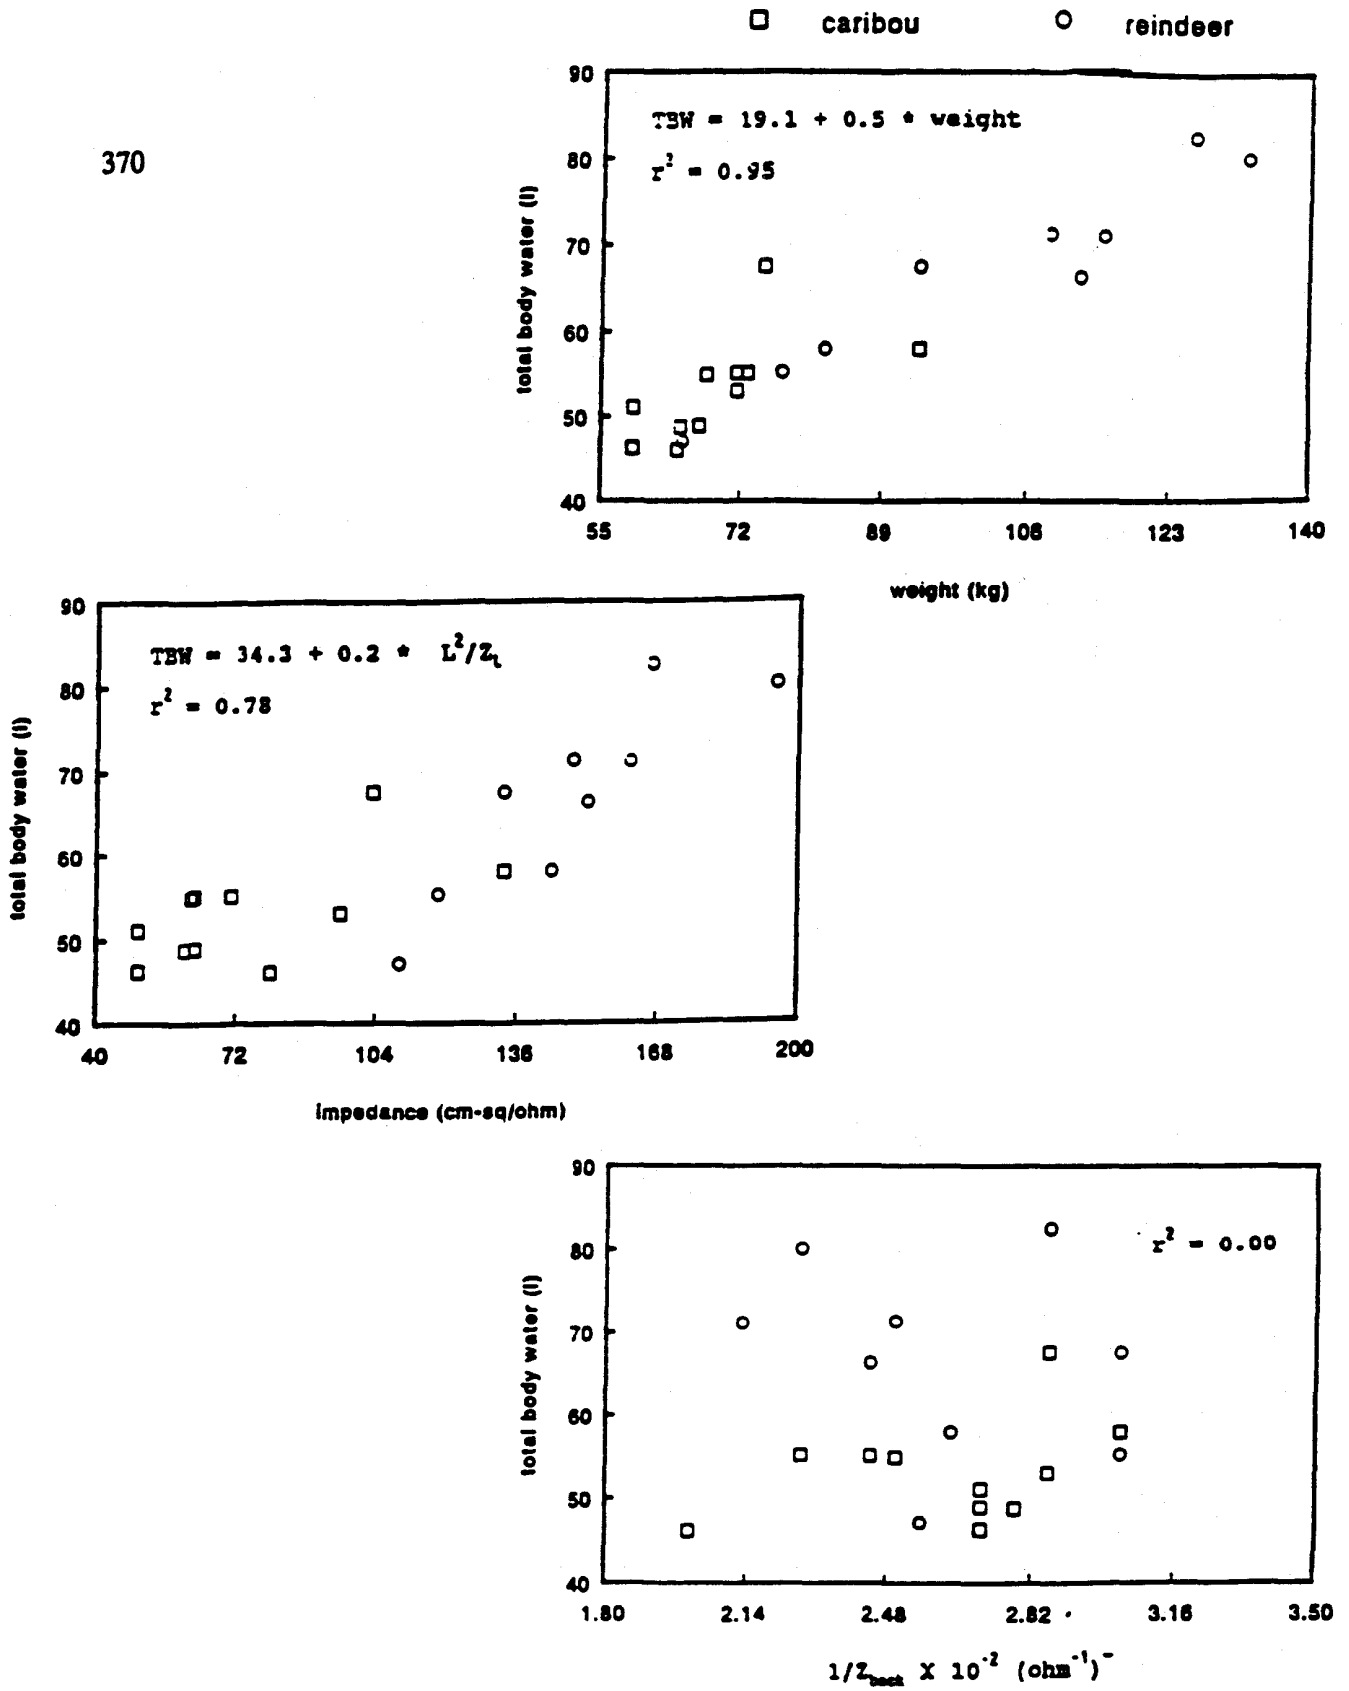 caribou reindeer
370
90
80
70
60
50
40
total body water (l)
TBW = 19.1 + 0.5 * weight
r² = 0.95
55 72 89 106 123 140
weight (kg)
90
80
70
60
50
40
total body water (l)
TBW = 34.3 + 0.2 * L²/Zₜ
r² = 0.78
40 72 104 136 168 200
impedance (cm-sq/ohm)
90
80
70
60
50
40
total body water (l)
r² = 0.00
1.80 2.14 2.48 2.82 3.16 3.50
1/Z_back X 10⁻² (ohm⁻¹)